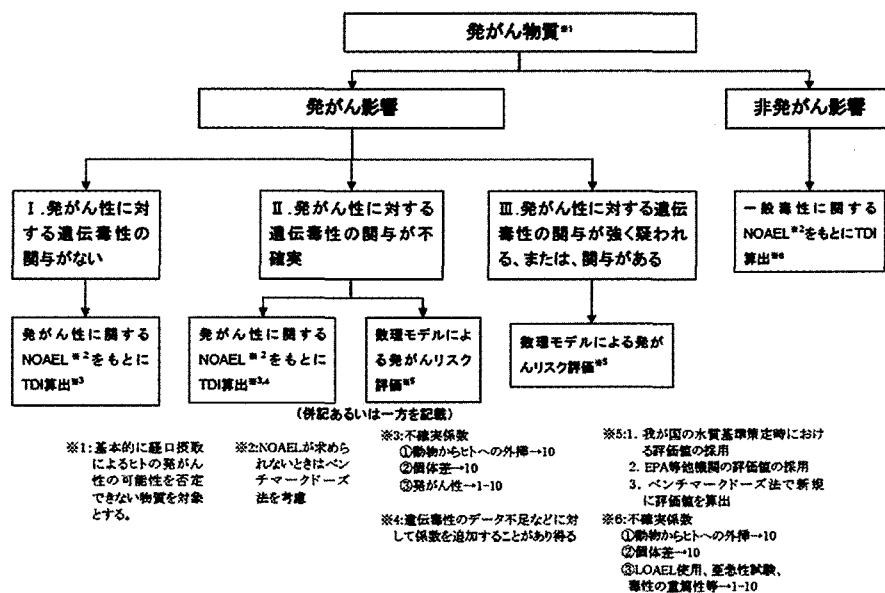 発がん物質※1
発がん影響
非発がん影響
Ⅰ.発がん性に対
する遺伝毒性の
関与がない
Ⅱ.発がん性に対する
遺伝毒性の関与が不
確実
Ⅲ.発がん性に対する遺伝
毒性の関与が強く疑われ
る、または、関与がある
一般毒性に関する
NOAEL※2をもとにTDI
算出※6
発がん性に関する
NOAEL※2をもとに
TDI算出※3
発がん性に関する
NOAEL※2をもとに
TDI算出※3,4
数理モデルによ
る発がんリスク
評価※5
数理モデルによる発が
んリスク評価※5
(併記あるいは一方を記載)
※1:基本的に経口摂取
によるヒトの発がん
性の可能性を否定
できない物質を対象
とする。
※2:NOAELが求めら
れないときはベン
チマークドーズ
法を考慮
※3:不確実係数
①動物からヒトへの外挿→10
②個体差→10
③発がん性→1-10
※4:遺伝毒性のデータ不足などに対
して係数を追加することがあり得る
※5:1. 我が国の水質基準策定時におけ
る評価値の採用
2. EPA等他機関の評価値の採用
3. ベンチマークドーズ法で新規
に評価値を算出
※6:不確実係数
①動物からヒトへの外挿→10
②個体差→10
③LOAEL使用、亜急性試験、
毒性の重篤性等→1-10